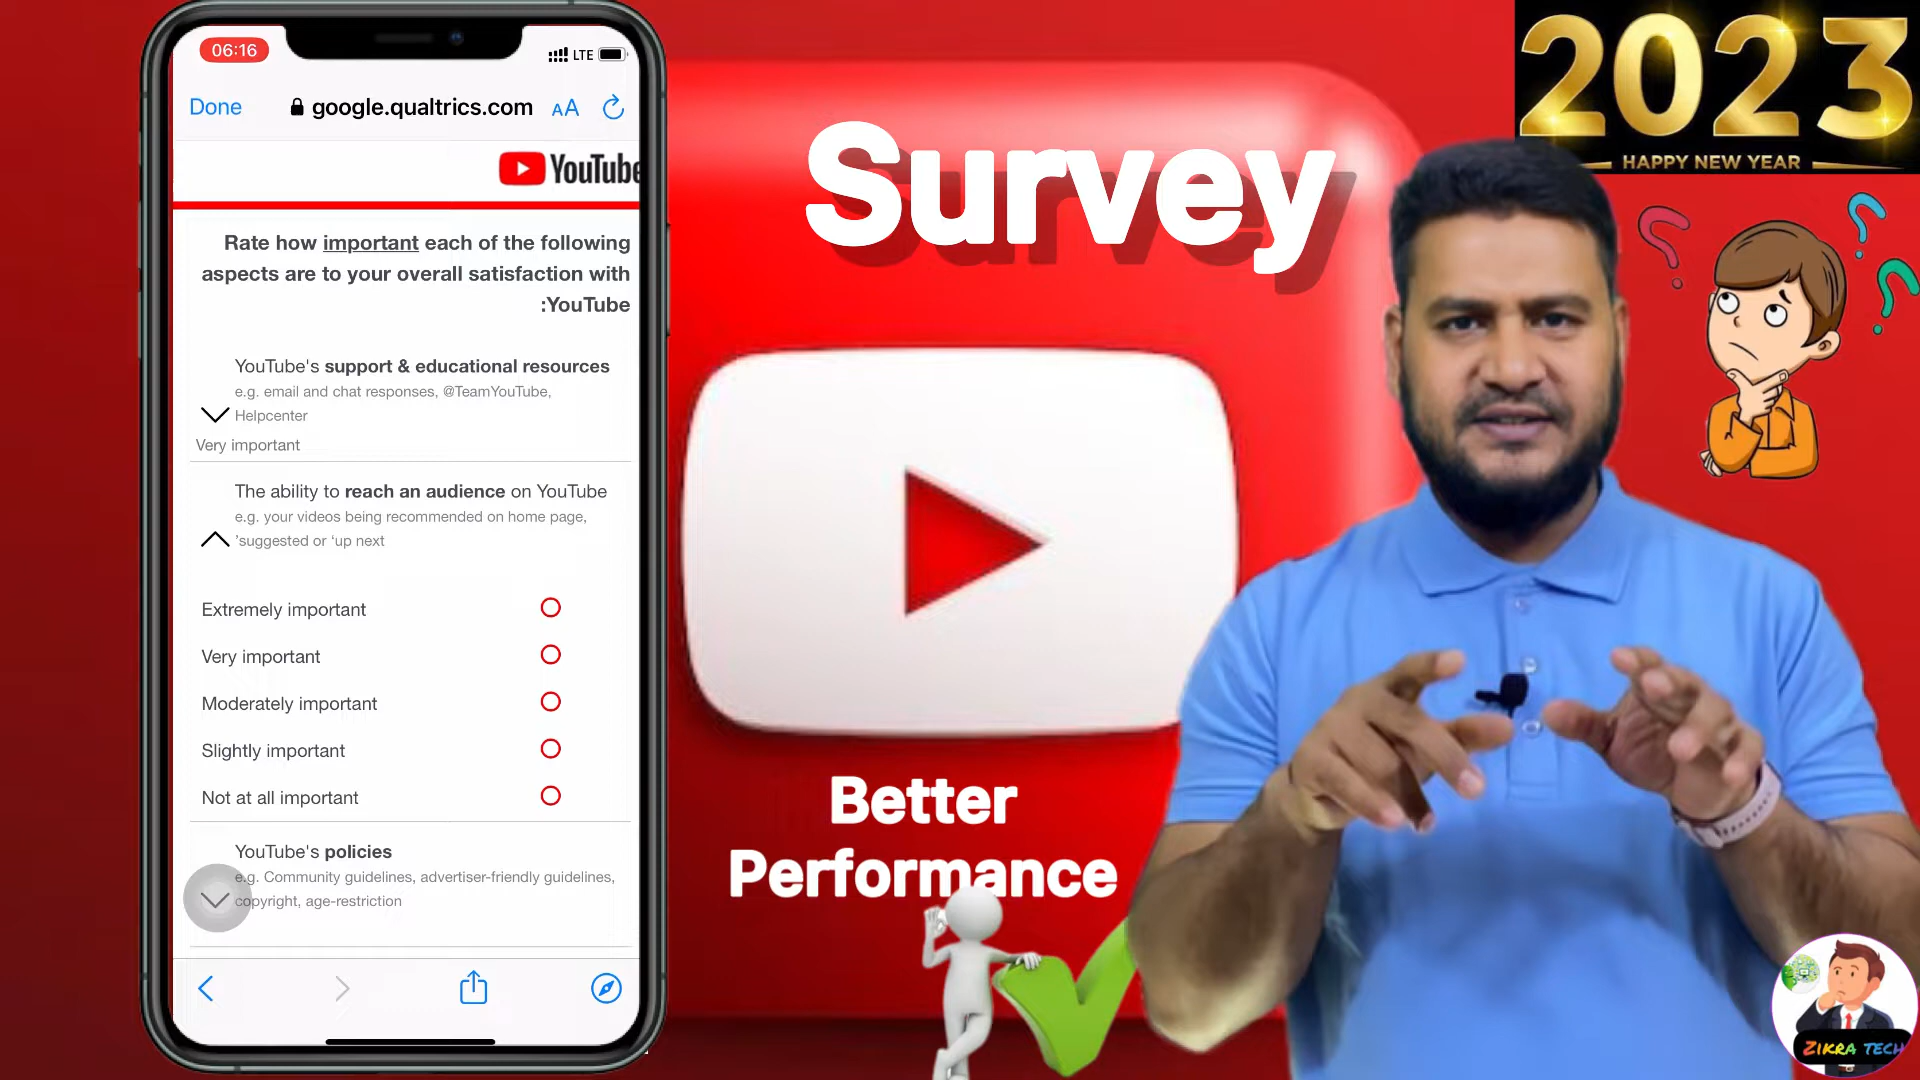 06:16
LTE
Done
google.qualtrics.com
AA
YouTube
Rate how important each of the following
aspects are to your overall satisfaction with
:YouTube
YouTube's support & educational resources
e.g. email and chat responses, @TeamYouTube,
Helpcenter
Very important
The ability to reach an audience on YouTube
e.g. your videos being recommended on home page,
'suggested or ‘up next
Extremely important
Very important
Moderately important
Slightly important
Not at all important
YouTube's policies
e.g. Community guidelines, advertiser-friendly guidelines,
copyright, age-restriction
Survey
Better
Performance
2023
HAPPY NEW YEAR
ZIKRA TECH